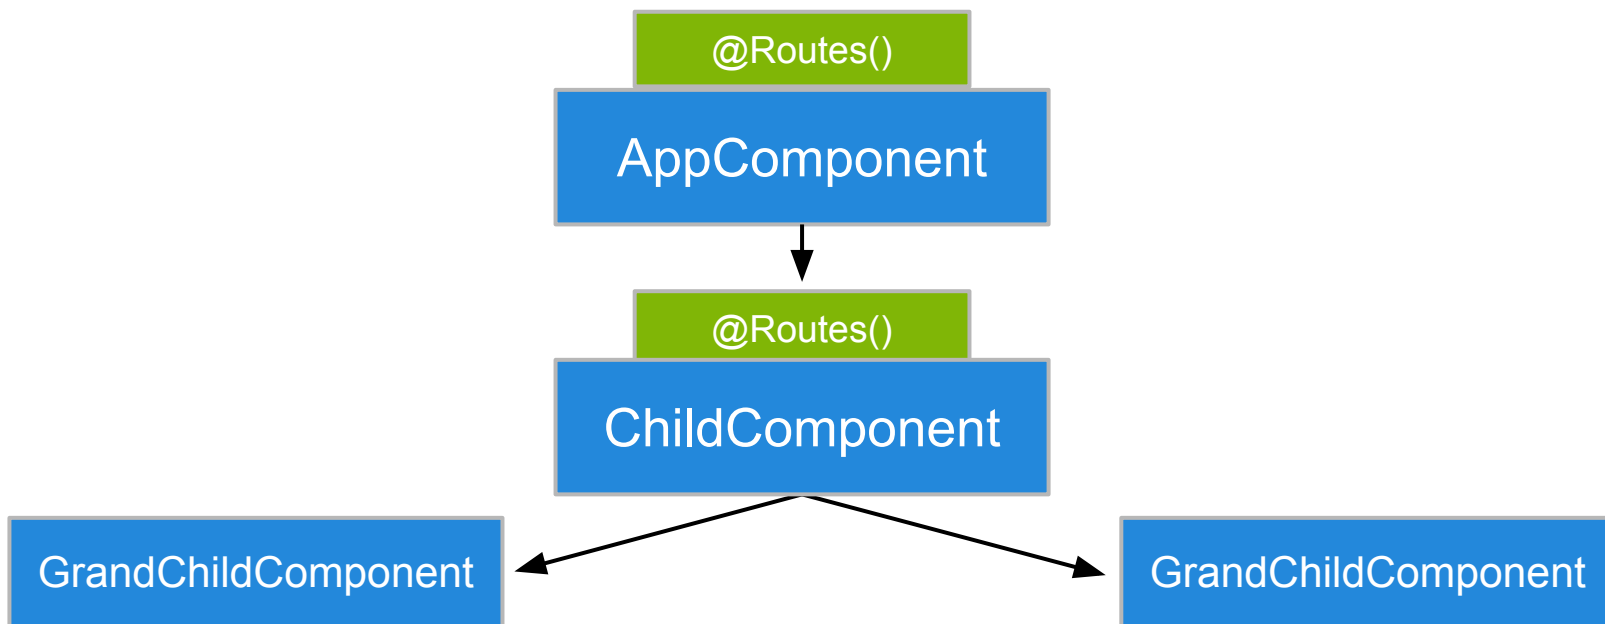 @Routes()
AppComponent
@Routes()
ChildComponent
GrandChildComponent
GrandChildComponent